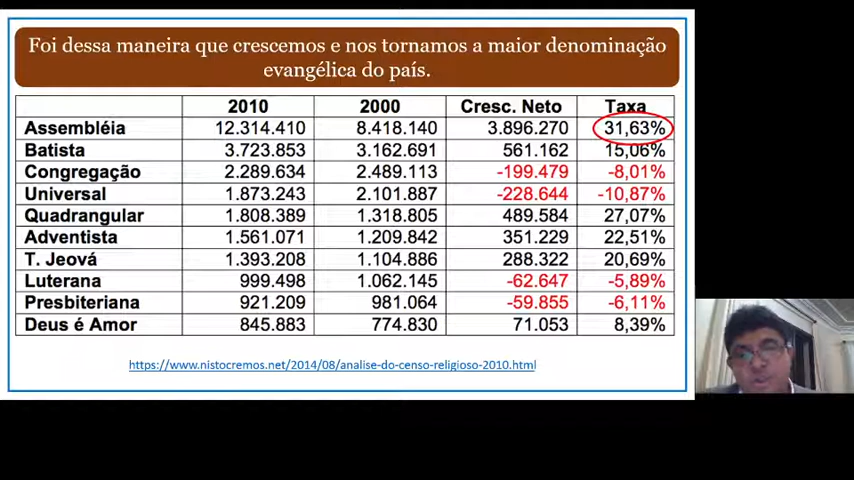 Foi dessa maneira que crescemos e nos tornamos a maior denominação
evangélica do país.
2010 2000 Cresc. Neto Taxa
Assembléia 12.314.410 8.418.140 3.896.270 31,63%
Batista 3.723.853 3.162.691 561.162 15,06%
Congregação 2.289.634 2.489.113 -199.479 -8,01%
Universal 1.873.243 2.101.887 -228.644 -10,87%
Quadrangular 1.808.389 1.318.805 489.584 27,07%
Adventista 1.561.071 1.209.842 351.229 22,51%
T. Jeová 1.393.208 1.104.886 288.322 20,69%
Luterana 999.498 1.062.145 -62.647 -5,89%
Presbiteriana 921.209 981.064 -59.855 -6,11%
Deus é Amor 845.883 774.830 71.053 8,39%
https://www.nistocremos.net/2014/08/analise-do-censo-religioso-2010.html